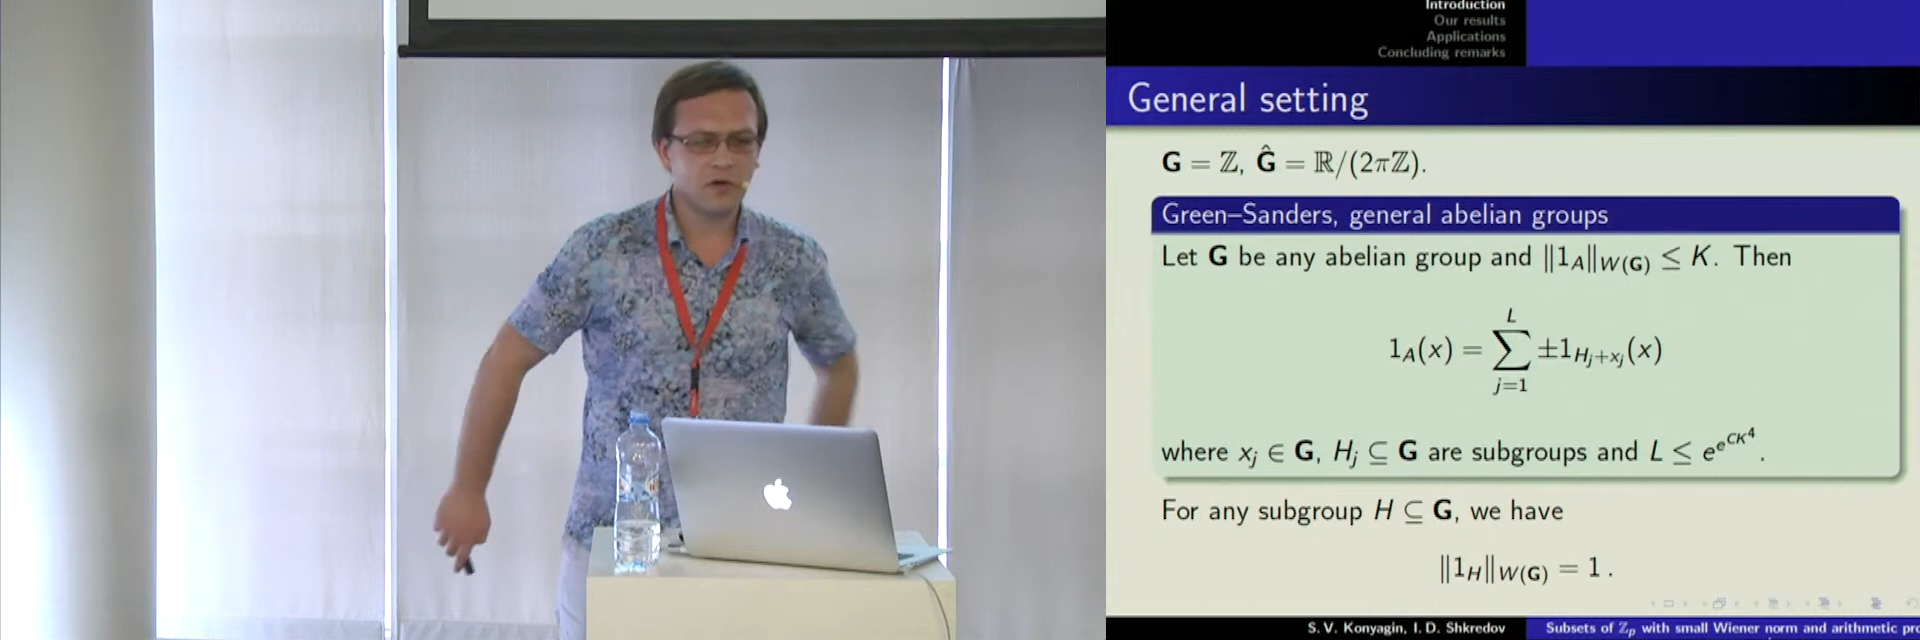 Introduction
Our results
Applications
Concluding remarks
General setting
G = ℤ, Ĝ = ℝ/(2πℤ).
Green–Sanders, general abelian groups
Let G be any abelian group and ‖1_A‖_{W(G)} ≤ K. Then
1_A(x) = ∑_{j=1}^{L} ±1_{H_j+x_j}(x)
where x_j ∈ G, H_j ⊆ G are subgroups and L ≤ e^{e^{CK^4}}.
For any subgroup H ⊆ G, we have
‖1_H‖_{W(G)} = 1.
S. V. Konyagin, I. D. Shkredov
Subsets of ℤ_p with small Wiener norm and arithmetic pro